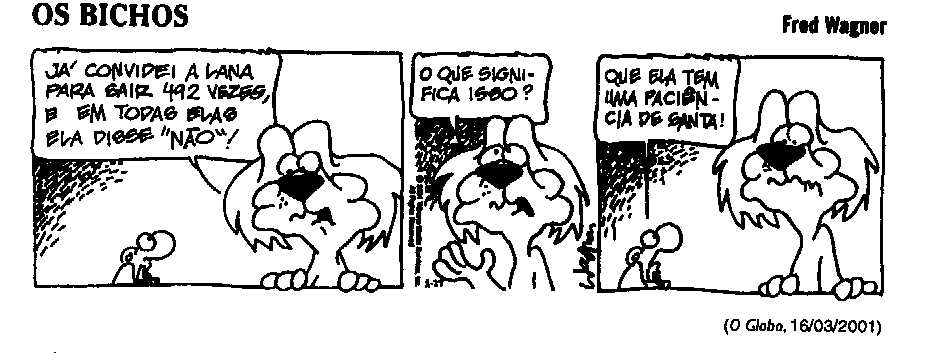 OS BICHOS
Fred Wagner
JÁ CONVIDEI A LANA
PARA SAIR 492 VEZES,
E EM TODAS ELAS
ELA DISSE "NÃO"!
O QUE SIGNI-
FICA ISSO?
QUE ELA TEM
UMA PACIÊN-
CIA DE SANTA!
Wagner
(O Globo, 16/03/2001)